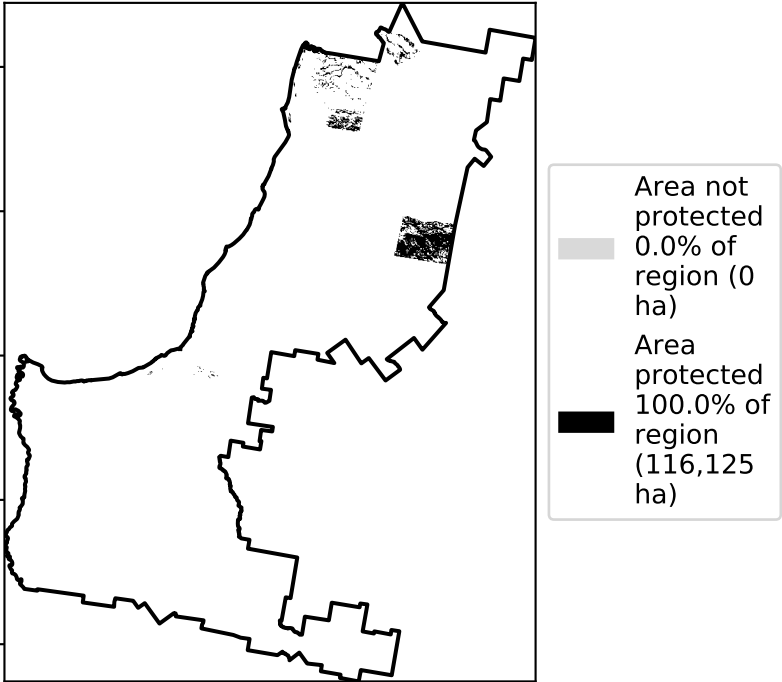 Area not
protected
0.0% of
region (0
ha)
Area
protected
100.0% of
region
(116,125
ha)